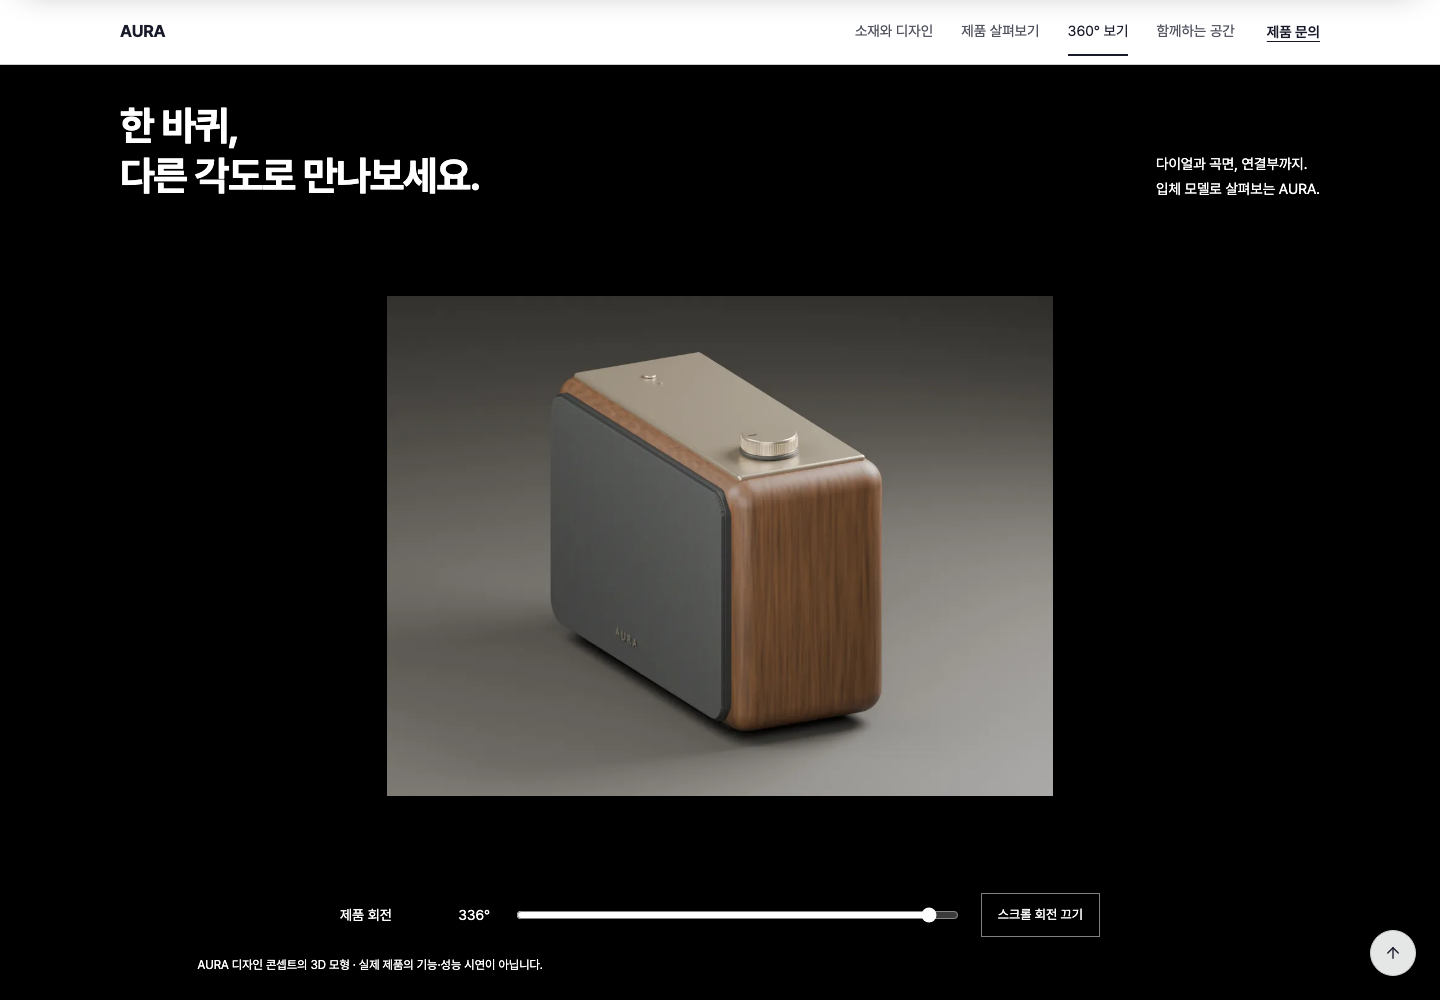 AURA
소재와 디자인
제품 살펴보기
360° 보기
함께하는 공간
제품 문의
한 바퀴,
다른 각도로 만나보세요.
다이얼과 곡면, 연결부까지.
입체 모델로 살펴보는 AURA.
AURA
제품 회전
336°
스크롤 회전 끄기
AURA 디자인 콘셉트의 3D 모형 · 실제 제품의 기능·성능 시연이 아닙니다.